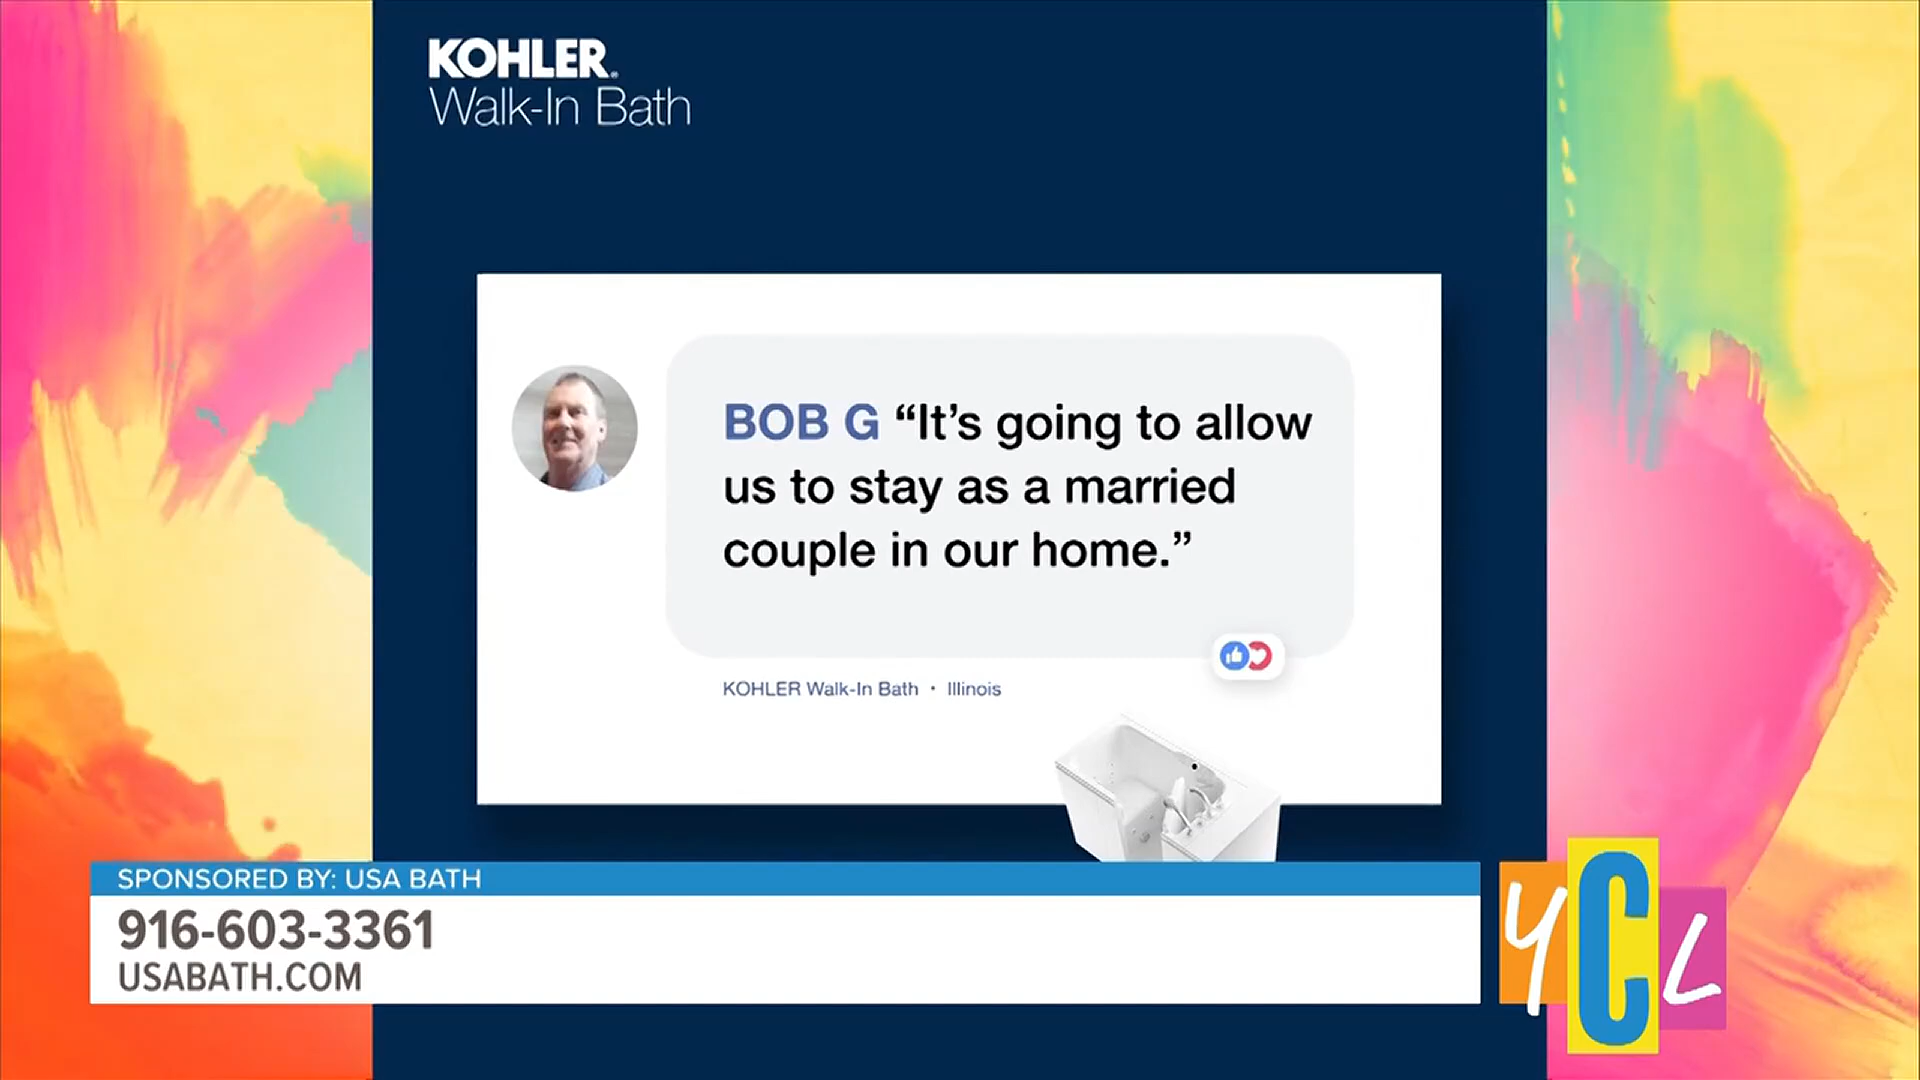 KOHLER.
Walk-In Bath
BOB G “It’s going to allow
us to stay as a married
couple in our home.”
KOHLER Walk-In Bath • Illinois
SPONSORED BY: USA BATH
916-603-3361
USABATH.COM
YCL